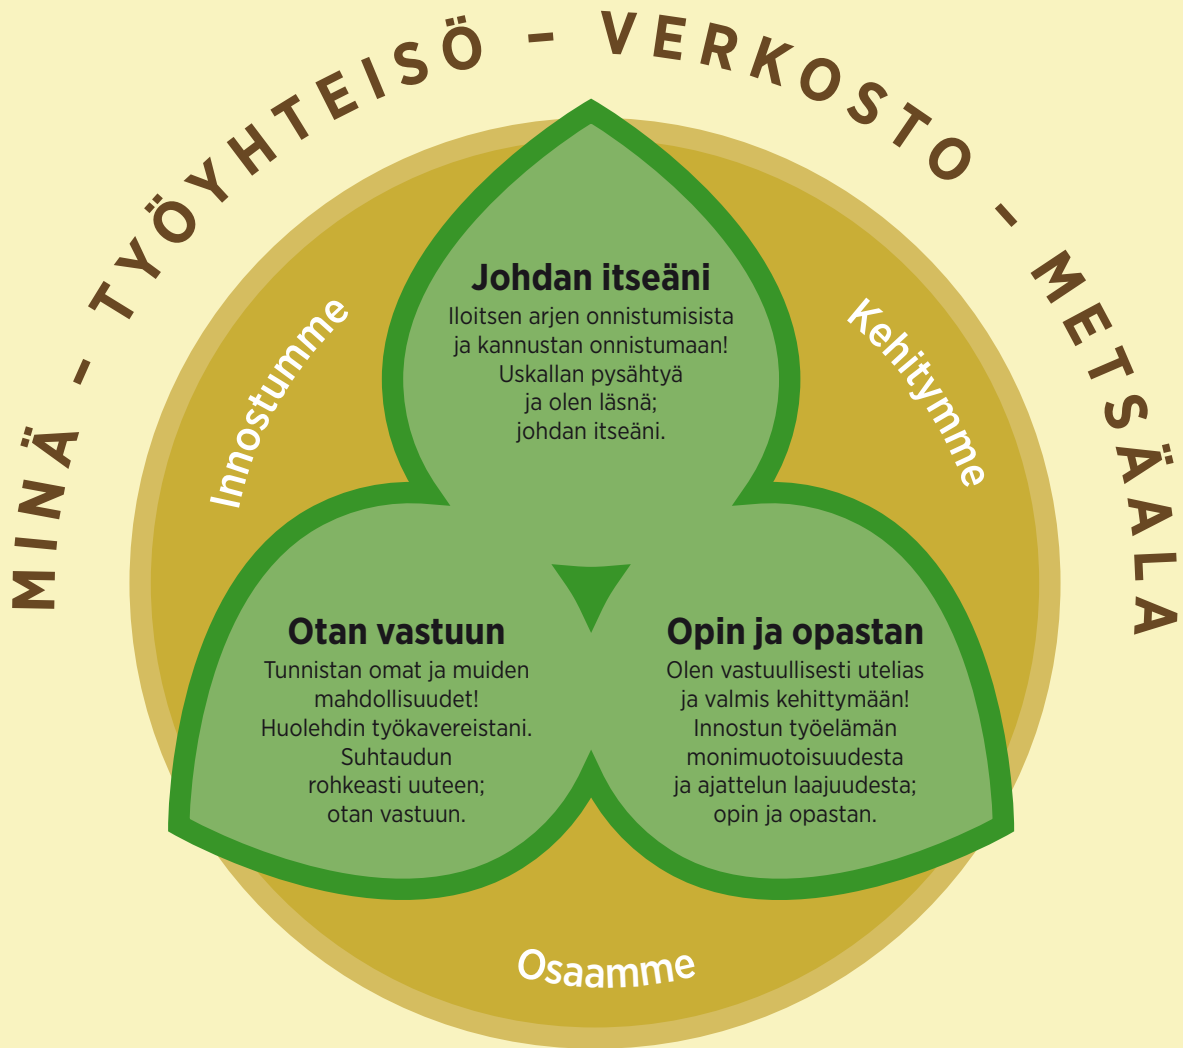 MINÄ – TYÖYHTEISÖ – VERKOSTO – METSÄALA
Innostumme
Kehitymme
Johdan itseäni
Iloitsen arjen onnistumisista
ja kannustan onnistumaan!
Uskallan pysähtyä
ja olen läsnä;
johdan itseäni.
Otan vastuun
Tunnistan omat ja muiden
mahdollisuudet!
Huolehdin työkavereistani.
Suhtaudun
rohkeasti uuteen;
otan vastuun.
Opin ja opastan
Olen vastuullisesti utelias
ja valmis kehittymään!
Innostun työelämän
monimuotoisuudesta
ja ajattelun laajuudesta;
opin ja opastan.
Osaamme